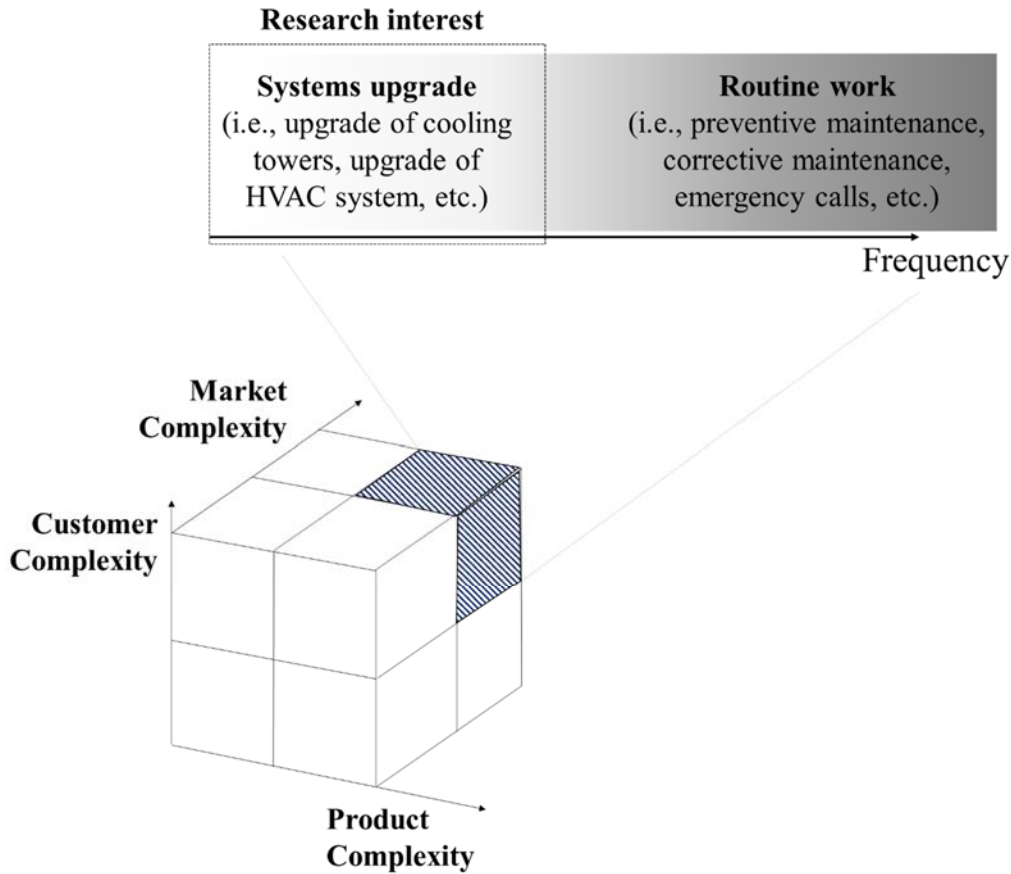 Research interest
Systems upgrade
(i.e., upgrade of cooling
towers, upgrade of
HVAC system, etc.)
Routine work
(i.e., preventive maintenance,
corrective maintenance,
emergency calls, etc.)
Frequency
Market
Complexity
Customer
Complexity
Product
Complexity